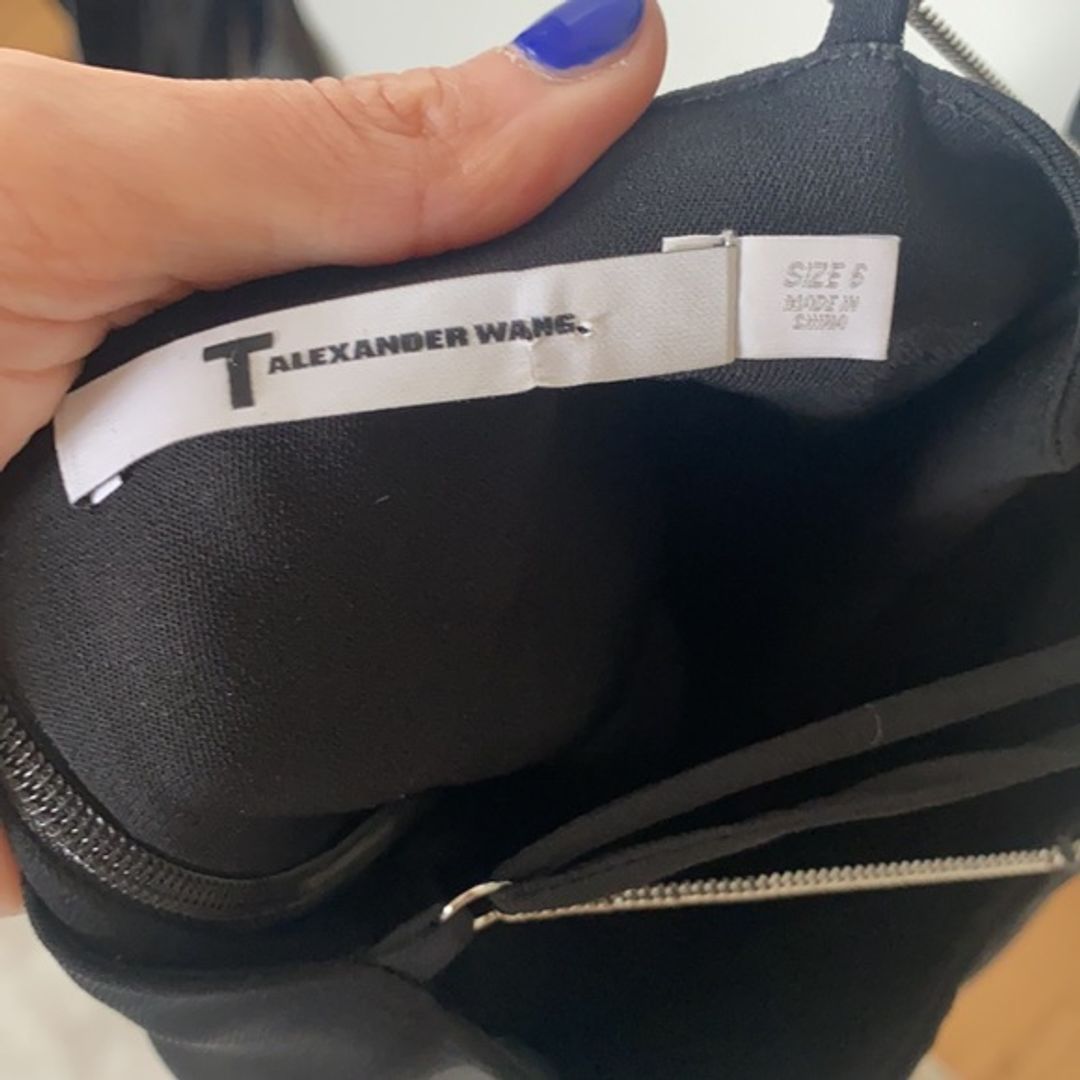 T ALEXANDER WANG.
SIZE 6
MADE IN
CHINA